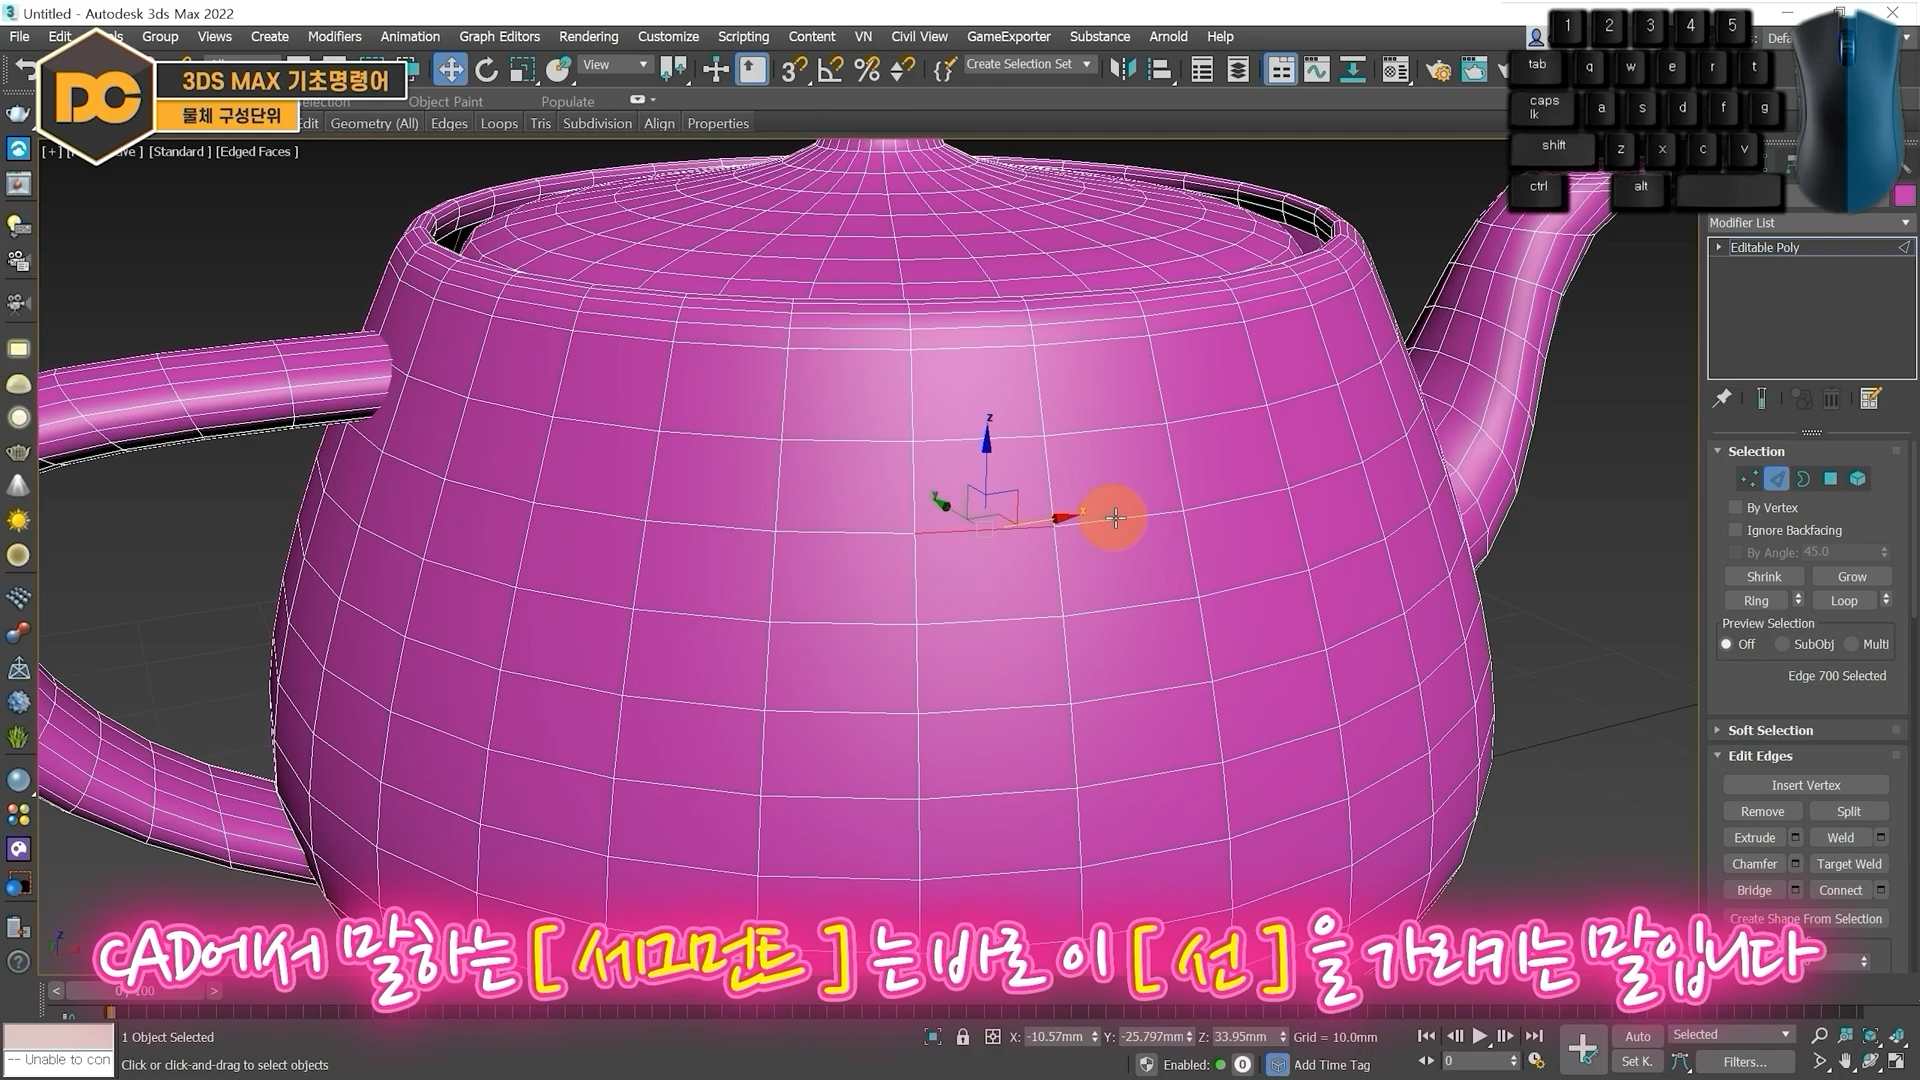 Untitled - Autodesk 3ds Max 2022
File Edit Group Views Create Modifiers Animation Graph Editors Rendering Customize Scripting Content VN Civil View GameExporter Substance Arnold Help
DC
3DS MAX 기초명령어
물체 구성단위
View
Create Selection Set
Object Paint Populate
Geometry (All) Edges Loops Tris Subdivision Align Properties
[+] [Standard ] [Edged Faces ]
1 2 3 4 5
tab q w e r t
caps lk a s d f g
shift z x c v
ctrl alt
Modifier List
Editable Poly
Selection
By Vertex
Ignore Backfacing
By Angle: 45.0
Shrink Grow
Ring Loop
Preview Selection
Off SubObj Multi
Edge 700 Selected
Soft Selection
Edit Edges
Insert Vertex
Remove Split
Extrude Weld
Chamfer Target Weld
Bridge Connect
Create Shape From Selection
z
y
x
CAD에서 말하는 [ 세그먼트 ] 는 바로 이 [ 선 ] 을 가리키는 말입니다
0 / 100
1 Object Selected
X: -10.57mm Y: -25.797mm Z: 33.95mm Grid = 10.0mm
Auto Selected
-- Unable to con
Click or click-and-drag to select objects
Enabled: 0 Add Time Tag
0
Set K. Filters...